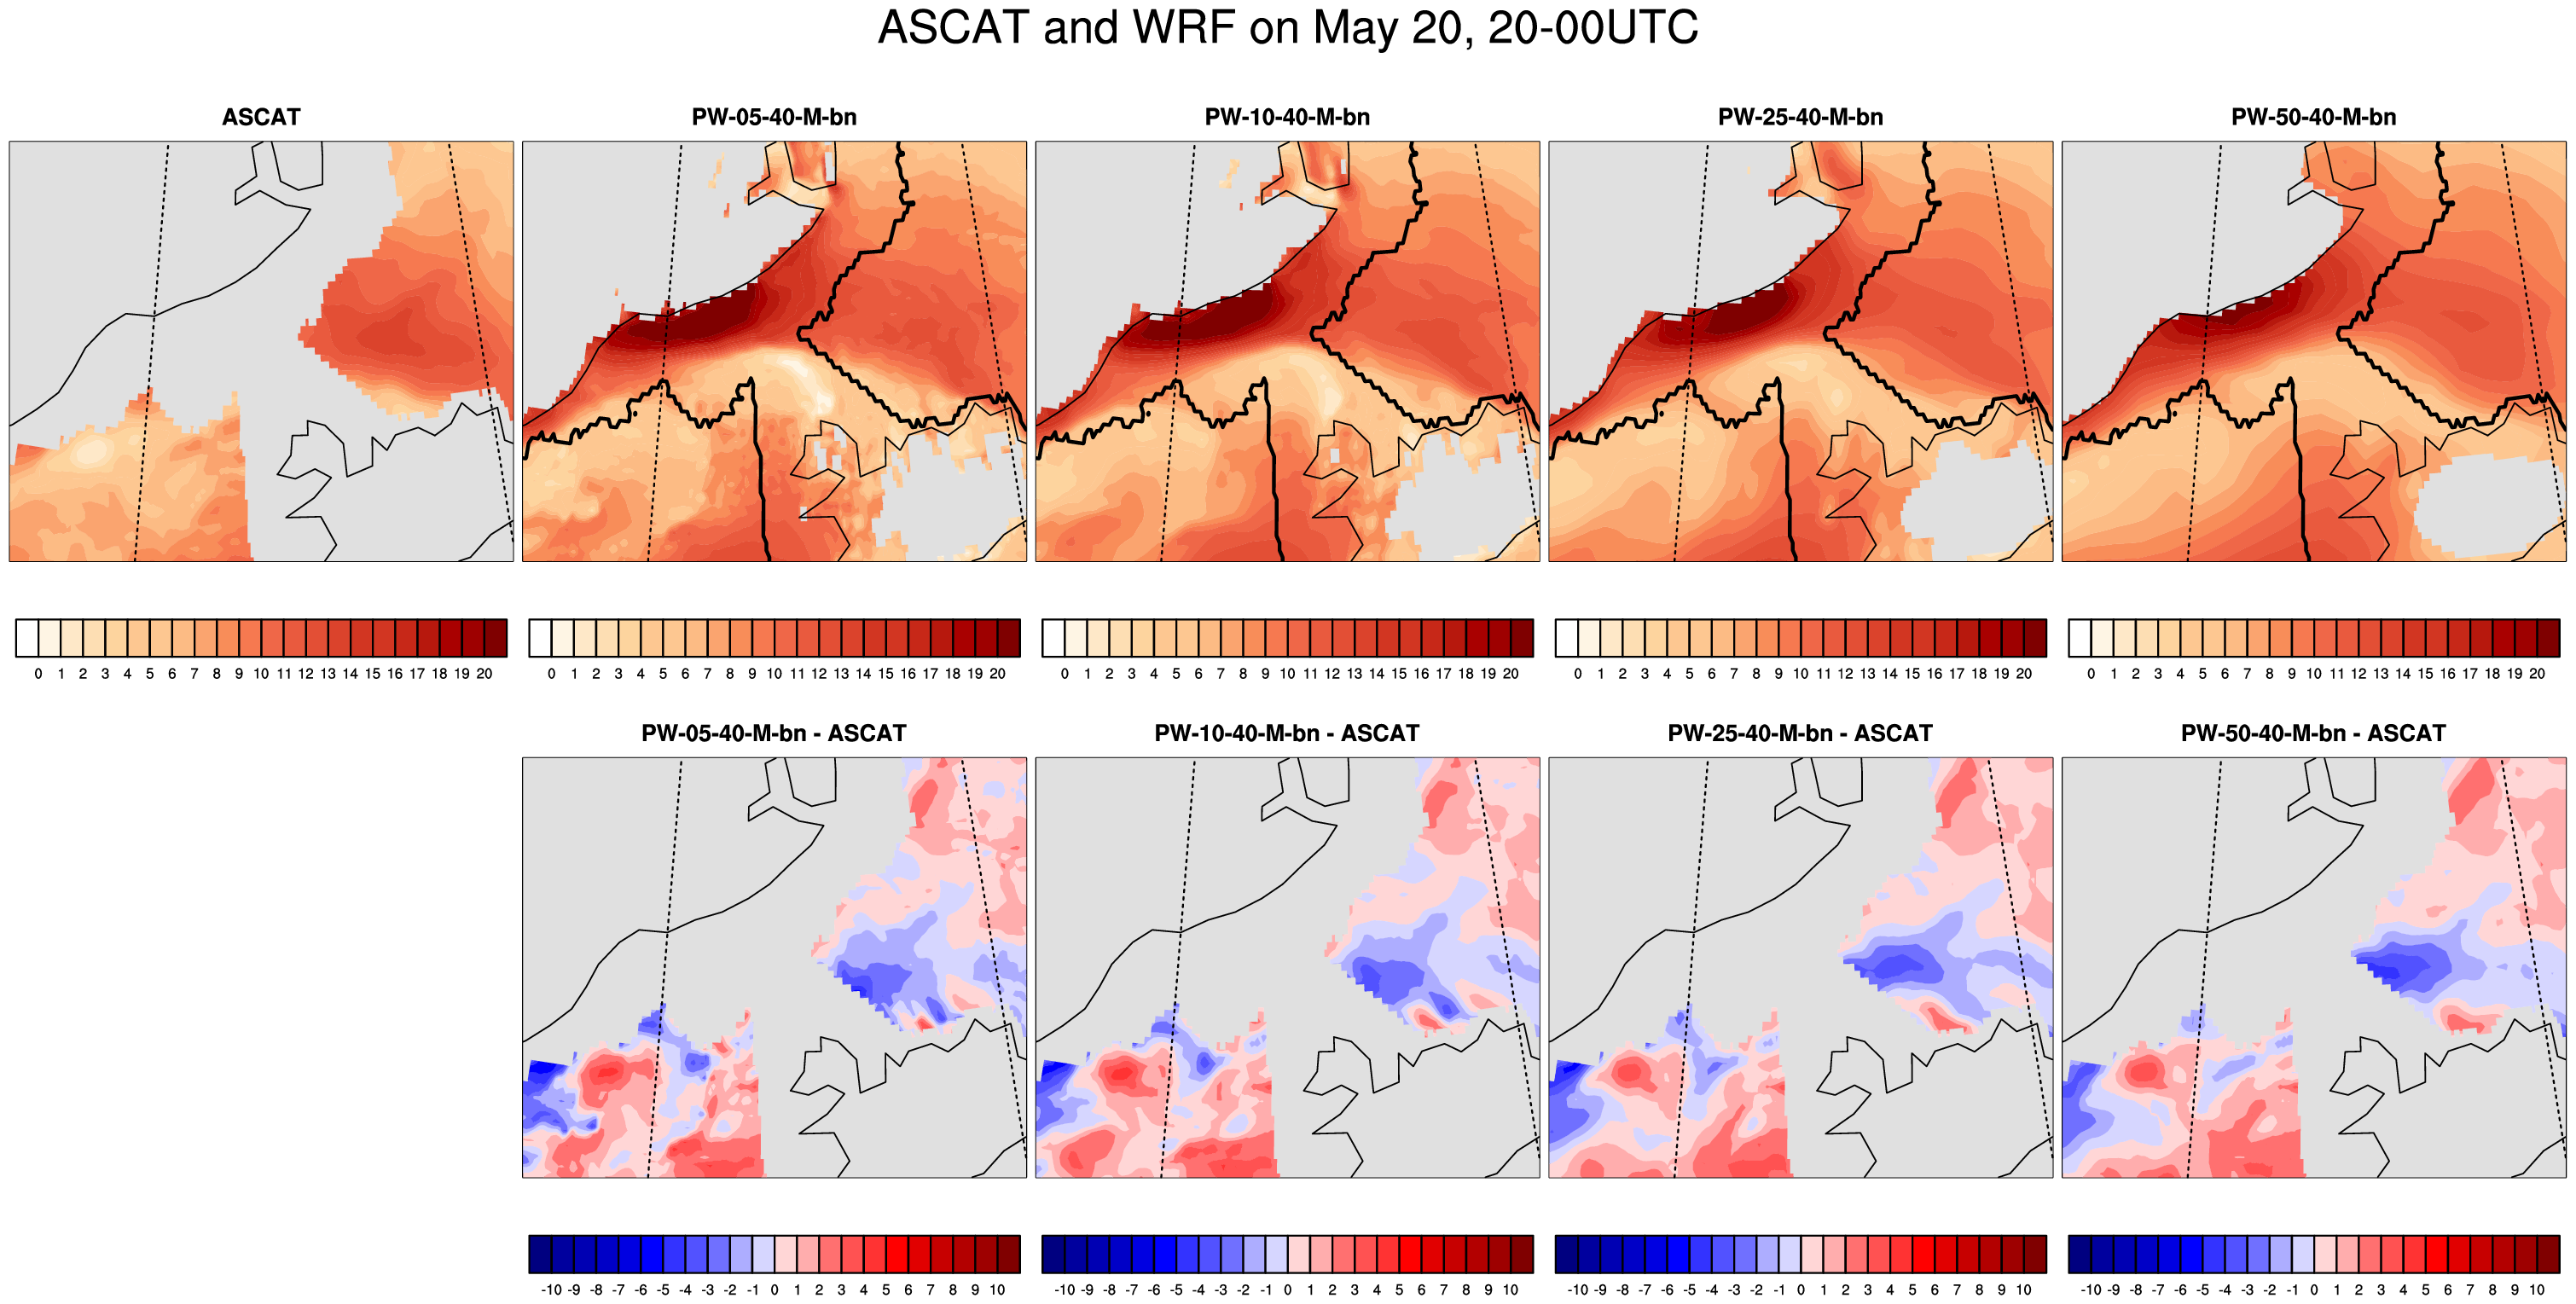 ASCAT and WRF on May 20, 20-00UTC
ASCAT
PW-05-40-M-bn
PW-10-40-M-bn
PW-25-40-M-bn
PW-50-40-M-bn
0 1 2 3 4 5 6 7 8 9 10 11 12 13 14 15 16 17 18 19 20
0 1 2 3 4 5 6 7 8 9 10 11 12 13 14 15 16 17 18 19 20
0 1 2 3 4 5 6 7 8 9 10 11 12 13 14 15 16 17 18 19 20
0 1 2 3 4 5 6 7 8 9 10 11 12 13 14 15 16 17 18 19 20
0 1 2 3 4 5 6 7 8 9 10 11 12 13 14 15 16 17 18 19 20
PW-05-40-M-bn - ASCAT
PW-10-40-M-bn - ASCAT
PW-25-40-M-bn - ASCAT
PW-50-40-M-bn - ASCAT
-10 -9 -8 -7 -6 -5 -4 -3 -2 -1 0 1 2 3 4 5 6 7 8 9 10
-10 -9 -8 -7 -6 -5 -4 -3 -2 -1 0 1 2 3 4 5 6 7 8 9 10
-10 -9 -8 -7 -6 -5 -4 -3 -2 -1 0 1 2 3 4 5 6 7 8 9 10
-10 -9 -8 -7 -6 -5 -4 -3 -2 -1 0 1 2 3 4 5 6 7 8 9 10